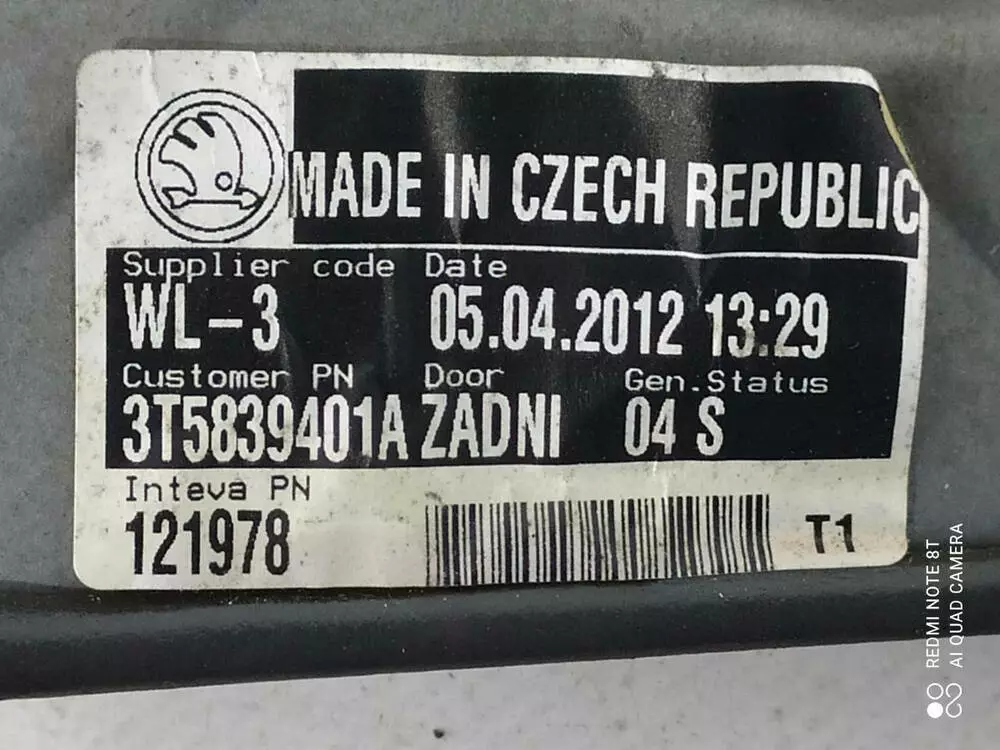 MADE IN CZECH REPUBLIC
Supplier code Date
WL-3 05.04.2012 13:29
Customer PN Door Gen.Status
3T5839401A ZADNI 04 S
Inteva PN
121978
T1
REDMI NOTE 8T
AI QUAD CAMERA